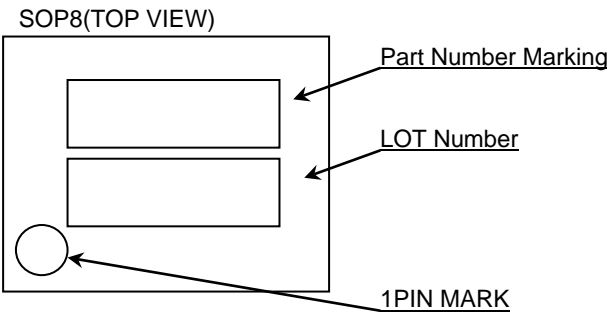 SOP8(TOP VIEW)
Part Number Marking
LOT Number
1PIN MARK